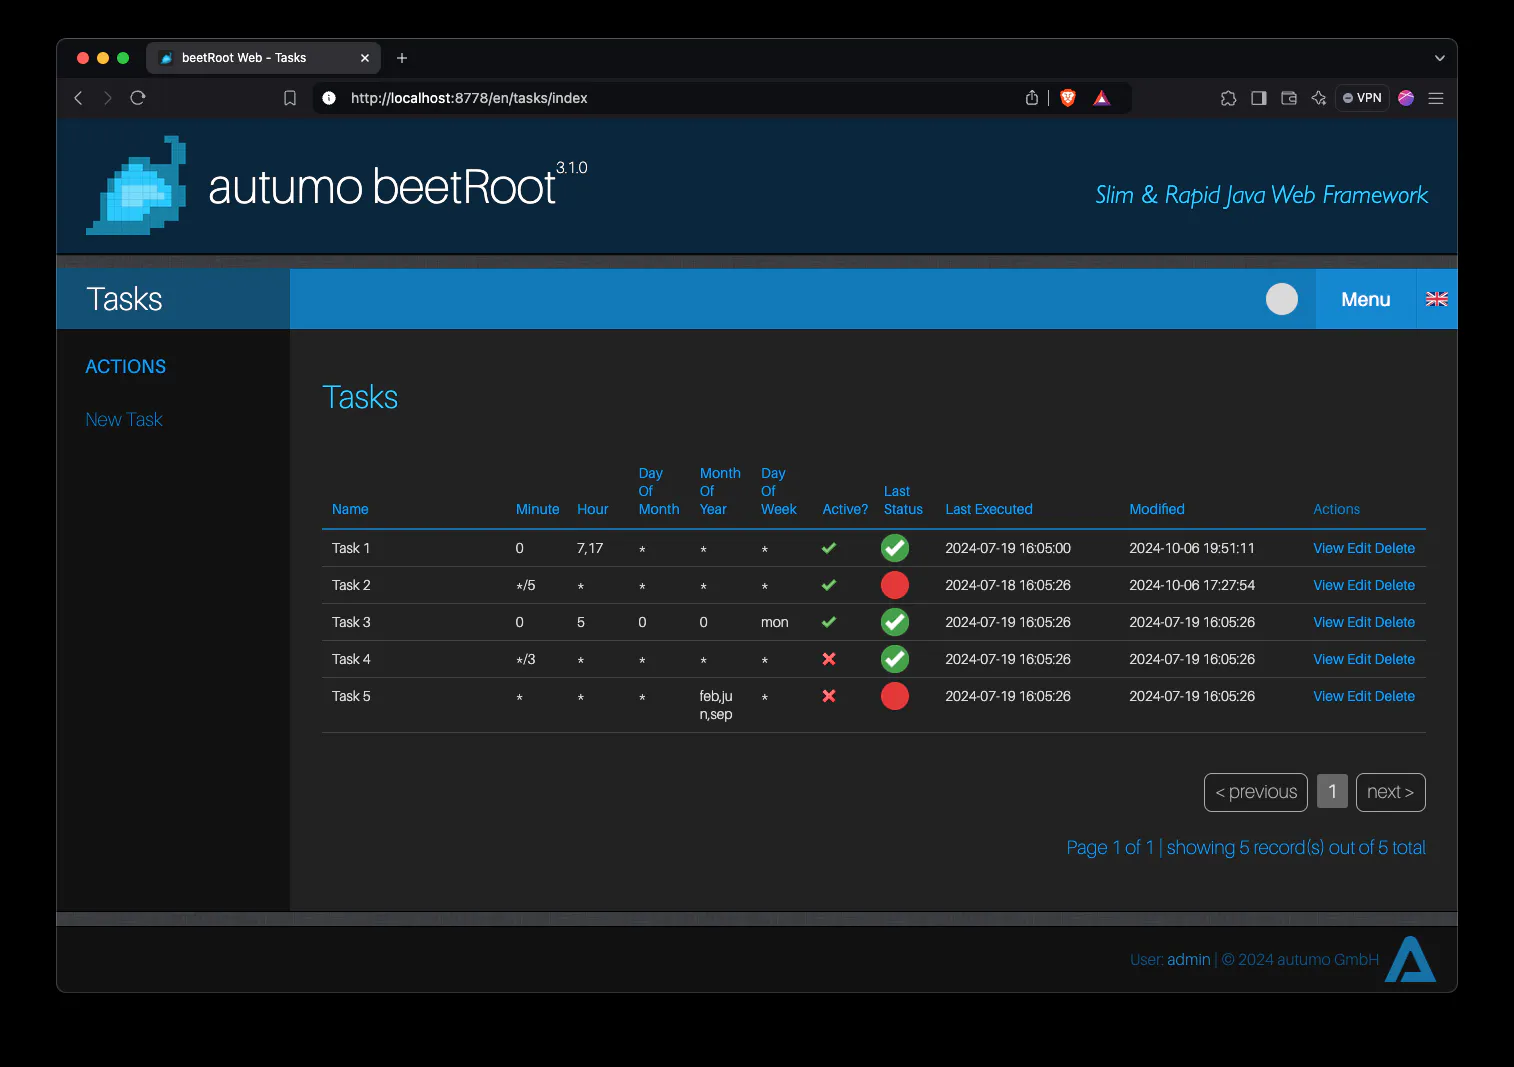 beetRoot Web - Tasks
http://localhost:8778/en/tasks/index
VPN
autumo beetRoot 3.1.0
Slim & Rapid Java Web Framework
Tasks
Menu
ACTIONS
New Task
Tasks
Name Minute Hour Day Of Month Month Of Year Day Of Week Active? Last Status Last Executed Modified Actions
Task 1 0 7,17 * * * 2024-07-19 16:05:00 2024-10-06 19:51:11 View Edit Delete
Task 2 */5 * * * * 2024-07-18 16:05:26 2024-10-06 17:27:54 View Edit Delete
Task 3 0 5 0 0 mon 2024-07-19 16:05:26 2024-07-19 16:05:26 View Edit Delete
Task 4 */3 * * * * 2024-07-19 16:05:26 2024-07-19 16:05:26 View Edit Delete
Task 5 * * * feb,ju * 2024-07-19 16:05:26 2024-07-19 16:05:26 View Edit Delete
n,sep
< previous 1 next >
Page 1 of 1 | showing 5 record(s) out of 5 total
User: admin | © 2024 autumo GmbH